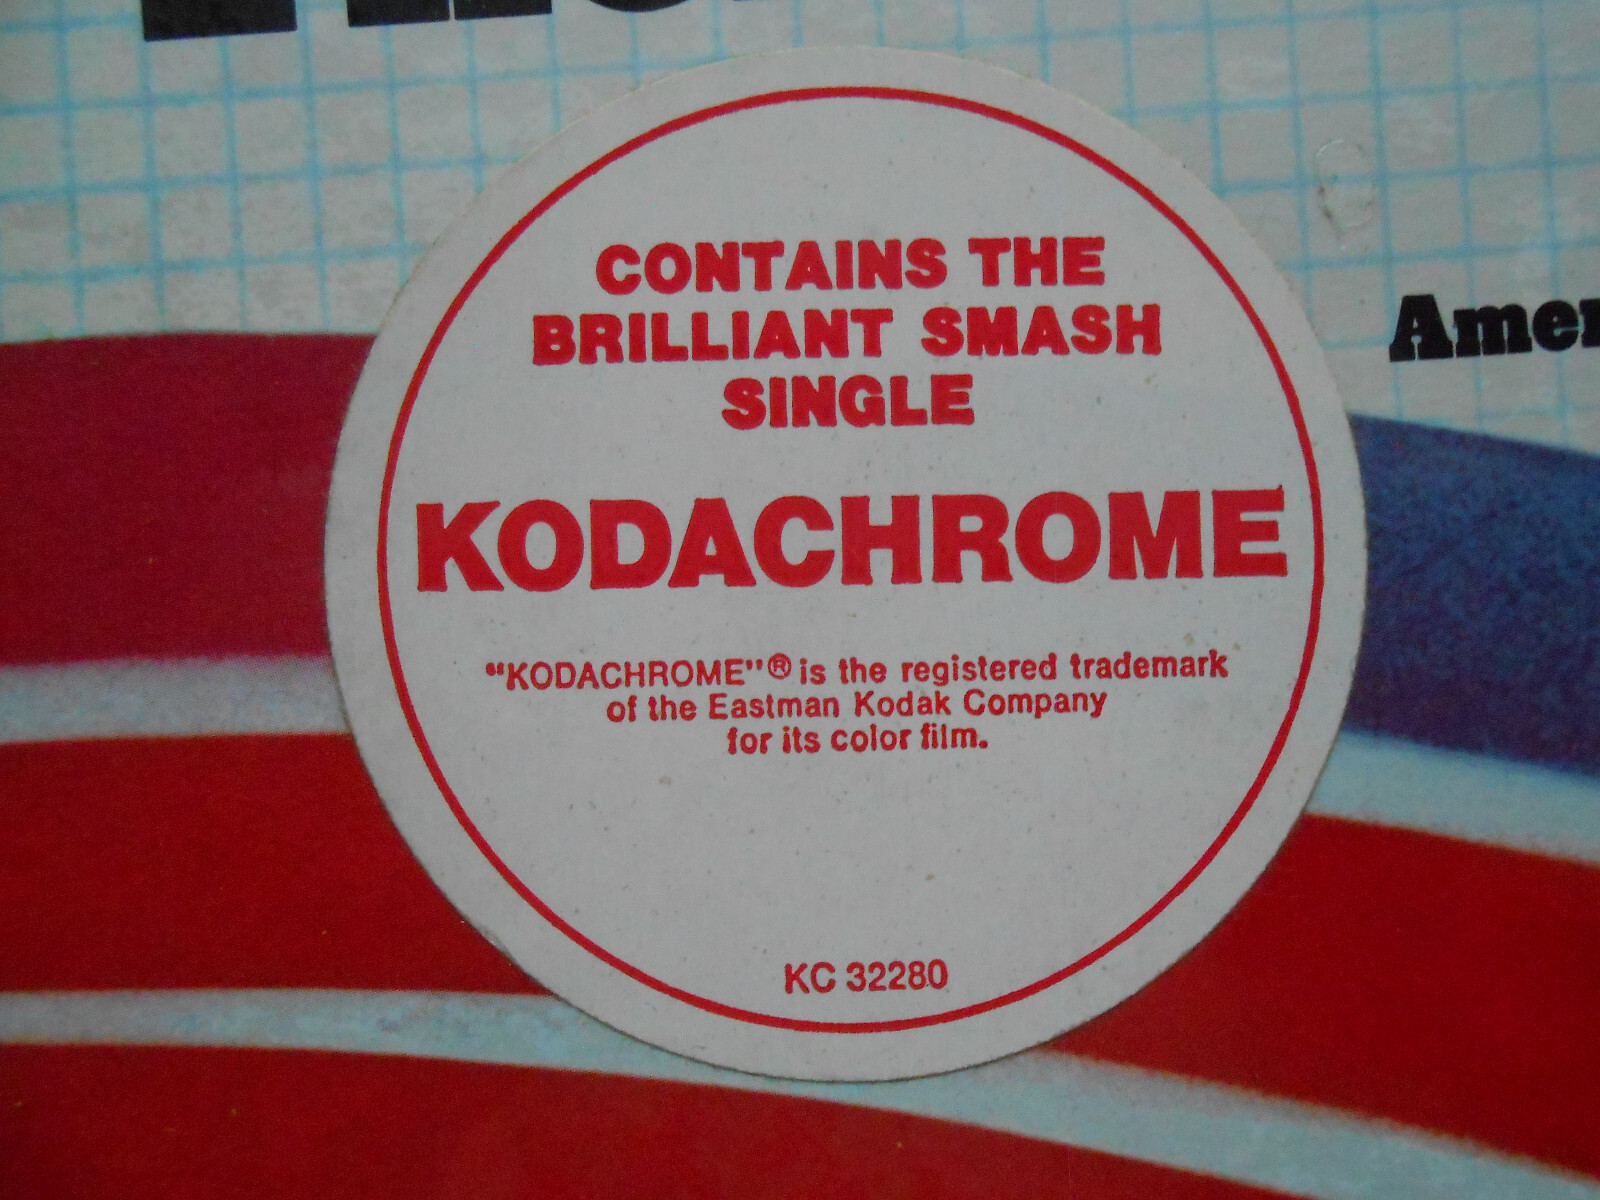 CONTAINS THE
BRILLIANT SMASH
SINGLE
KODACHROME
"KODACHROME"® is the registered trademark
of the Eastman Kodak Company
for its color film.
KC 32280
Amer